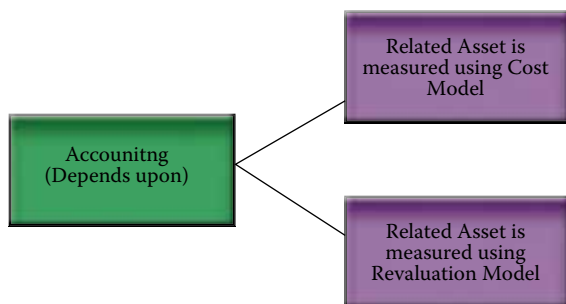 Related Asset is
measured using Cost
Model
Accounitng
(Depends upon)
Related Asset is
measured using
Revaluation Model